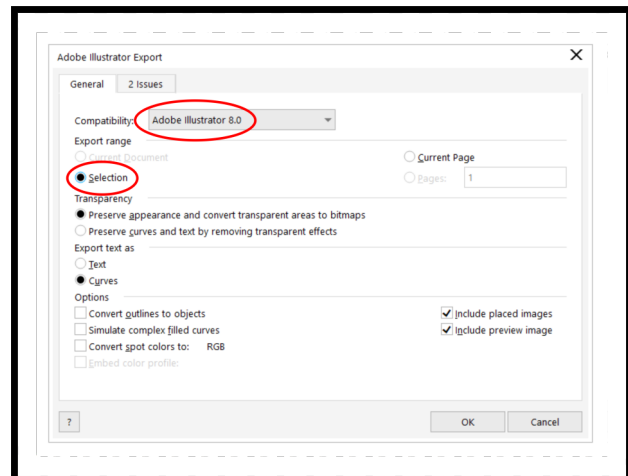 Adobe Illustrator Export
General 2 Issues
Compatibility: Adobe Illustrator 8.0
Export range
Current Document Current Page
Selection Pages: 1
Transparency
Preserve appearance and convert transparent areas to bitmaps
Preserve curves and text by removing transparent effects
Export text as
Text
Curves
Options
Convert outlines to objects Include placed images
Simulate complex filled curves Include preview image
Convert spot colors to: RGB
Embed color profile:
? OK Cancel